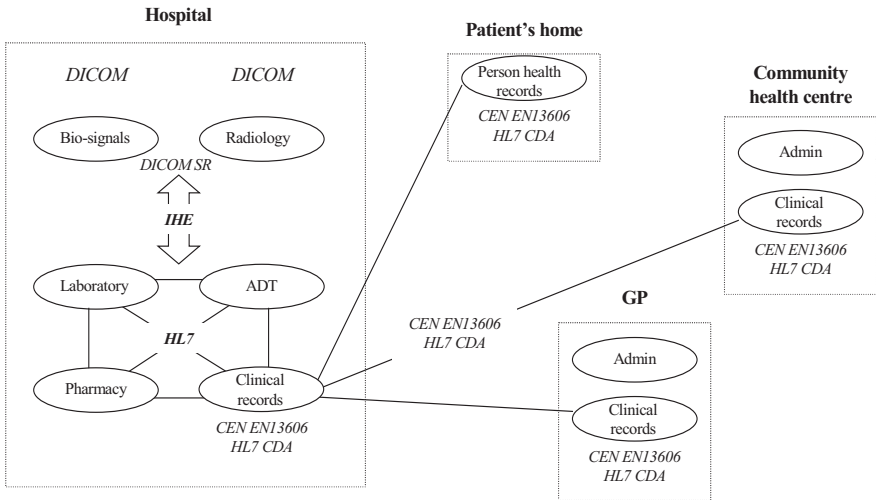 Hospital
DICOM
DICOM
Bio-signals
Radiology
DICOM SR
IHE
Laboratory
ADT
HL7
Pharmacy
Clinical
records
CEN EN13606
HL7 CDA
Patient's home
Person health
records
CEN EN13606
HL7 CDA
Community
health centre
Admin
Clinical
records
CEN EN13606
HL7 CDA
CEN EN13606
HL7 CDA
GP
Admin
Clinical
records
CEN EN13606
HL7 CDA